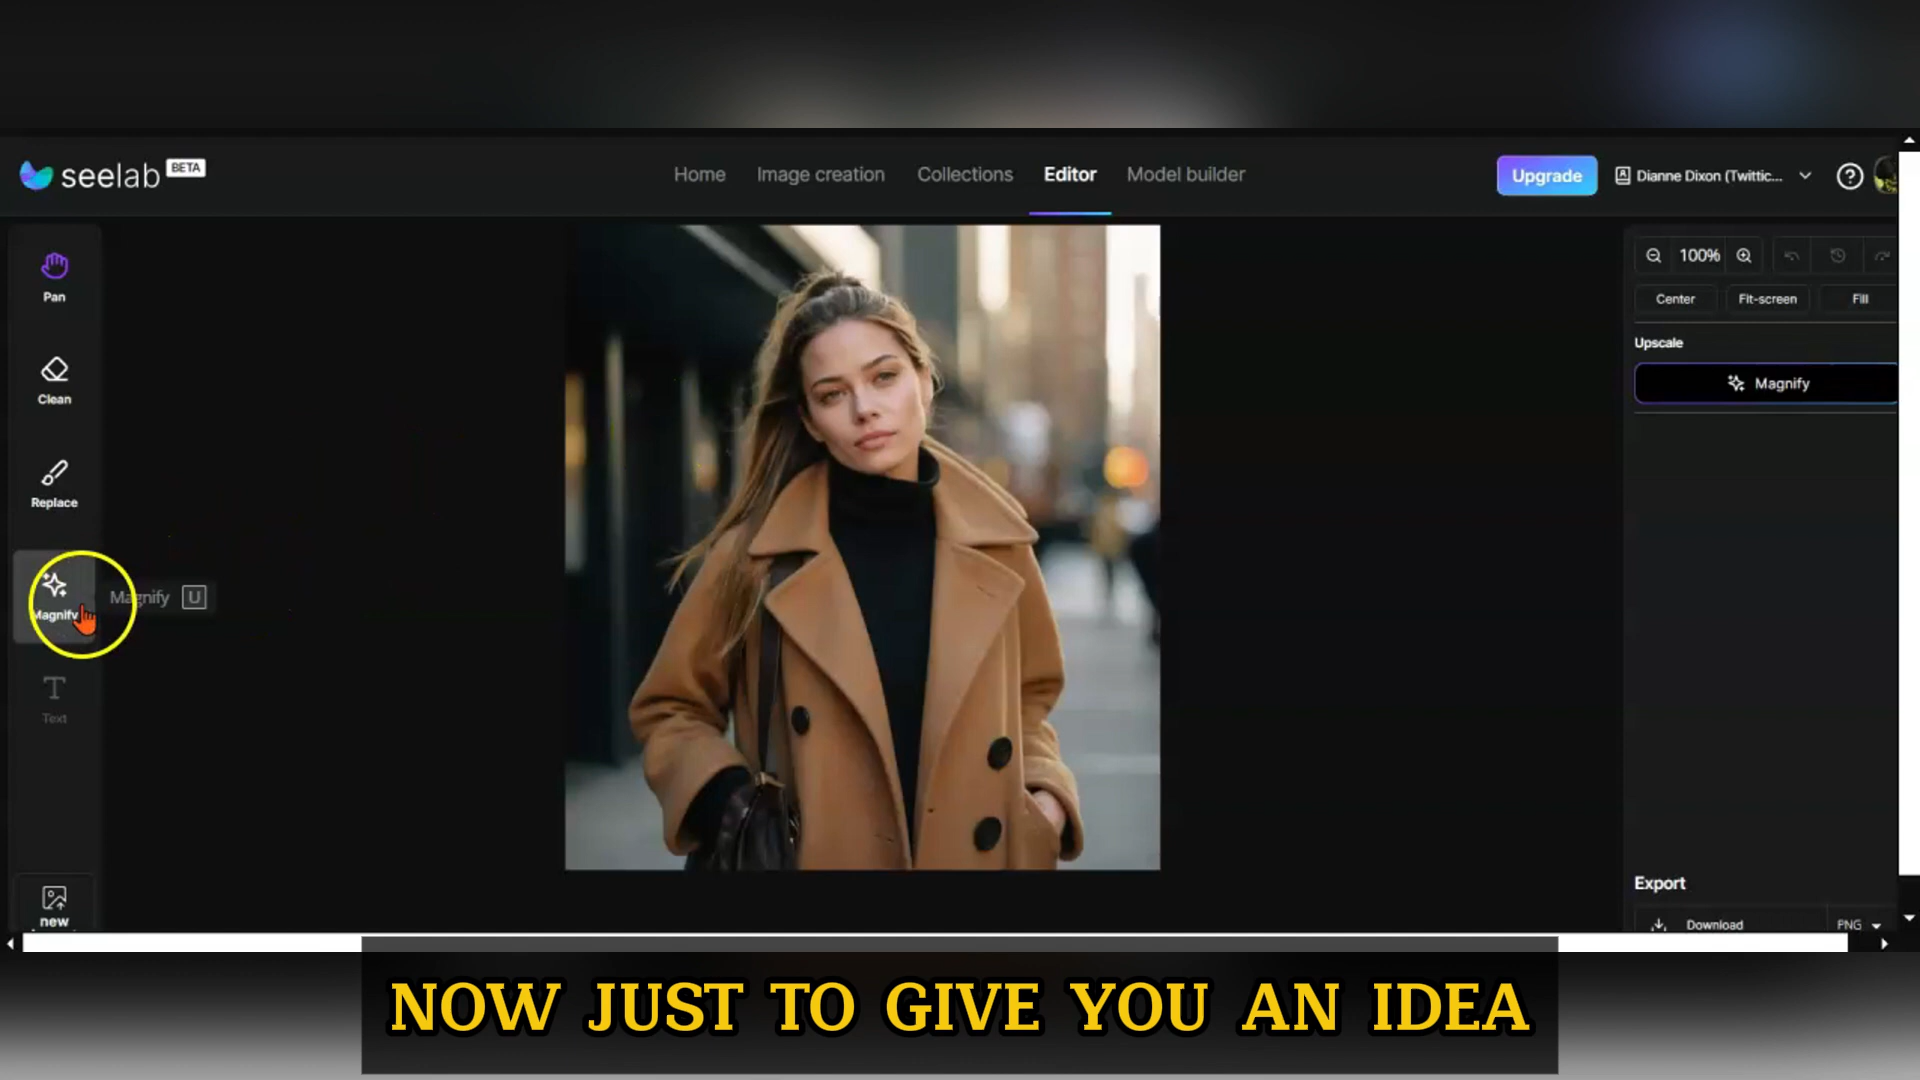 seelab BETA
Home Image creation Collections Editor Model builder
Upgrade Dianne Dixon (Twittic...
Pan
Clean
Replace
Magnify
Magnify U
Text
new
100%
Center Fit-screen Fill
Upscale
Magnify
Export
Download PNG
NOW JUST TO GIVE YOU AN IDEA